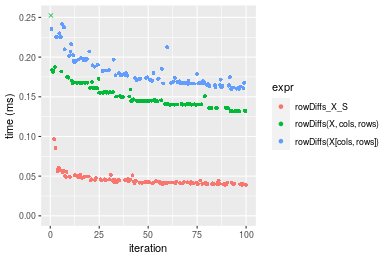 0.25
0.20
0.15
0.10
0.05
0.00
time (ms)
0
25
50
75
100
iteration
expr
rowDiffs_X_S
rowDiffs(X, cols, rows)
rowDiffs(X[cols, rows])